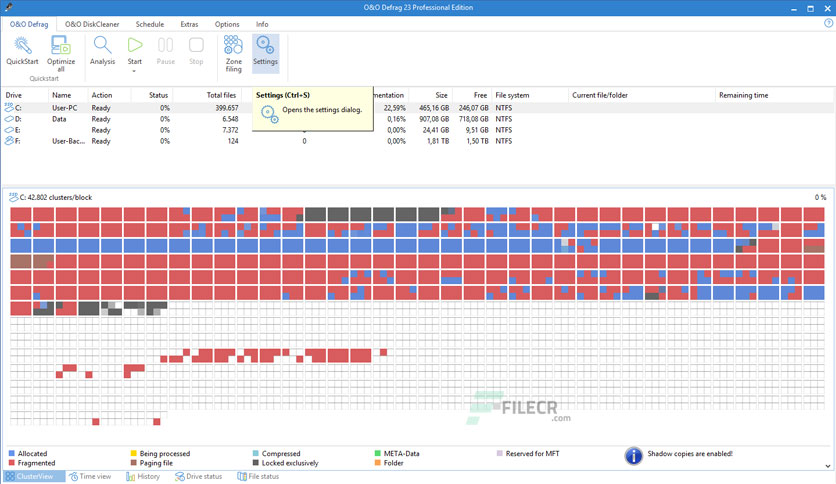 O&O Defrag 23 Professional Edition
O&O Defrag O&O DiskCleaner Schedule Extras Options Info
QuickStart Optimize all Analysis Start Pause Stop Zone filing Settings
Quickstart
Drive Name Action Status Total files mentation Size Free File system Current file/folder Remaining time
C: User-PC Ready 0% 399.657 22,59% 465,16 GB 246,07 GB NTFS
D: Data Ready 0% 6.548 0,16% 907,08 GB 718,08 GB NTFS
E: Ready 0% 7.372 0,00% 24,41 GB 9,51 GB NTFS
F: User-Bac... Ready 0% 124 0 0,00% 1,81 TB 1,50 TB NTFS
Settings (Ctrl+S)
Opens the settings dialog.
C: 42.802 clusters/block 0 %
FILECR
.com
Allocated Being processed Compressed META-Data Reserved for MFT Shadow copies are enabled!
Fragmented Paging file Locked exclusively Folder
ClusterView Time view History Drive status File status